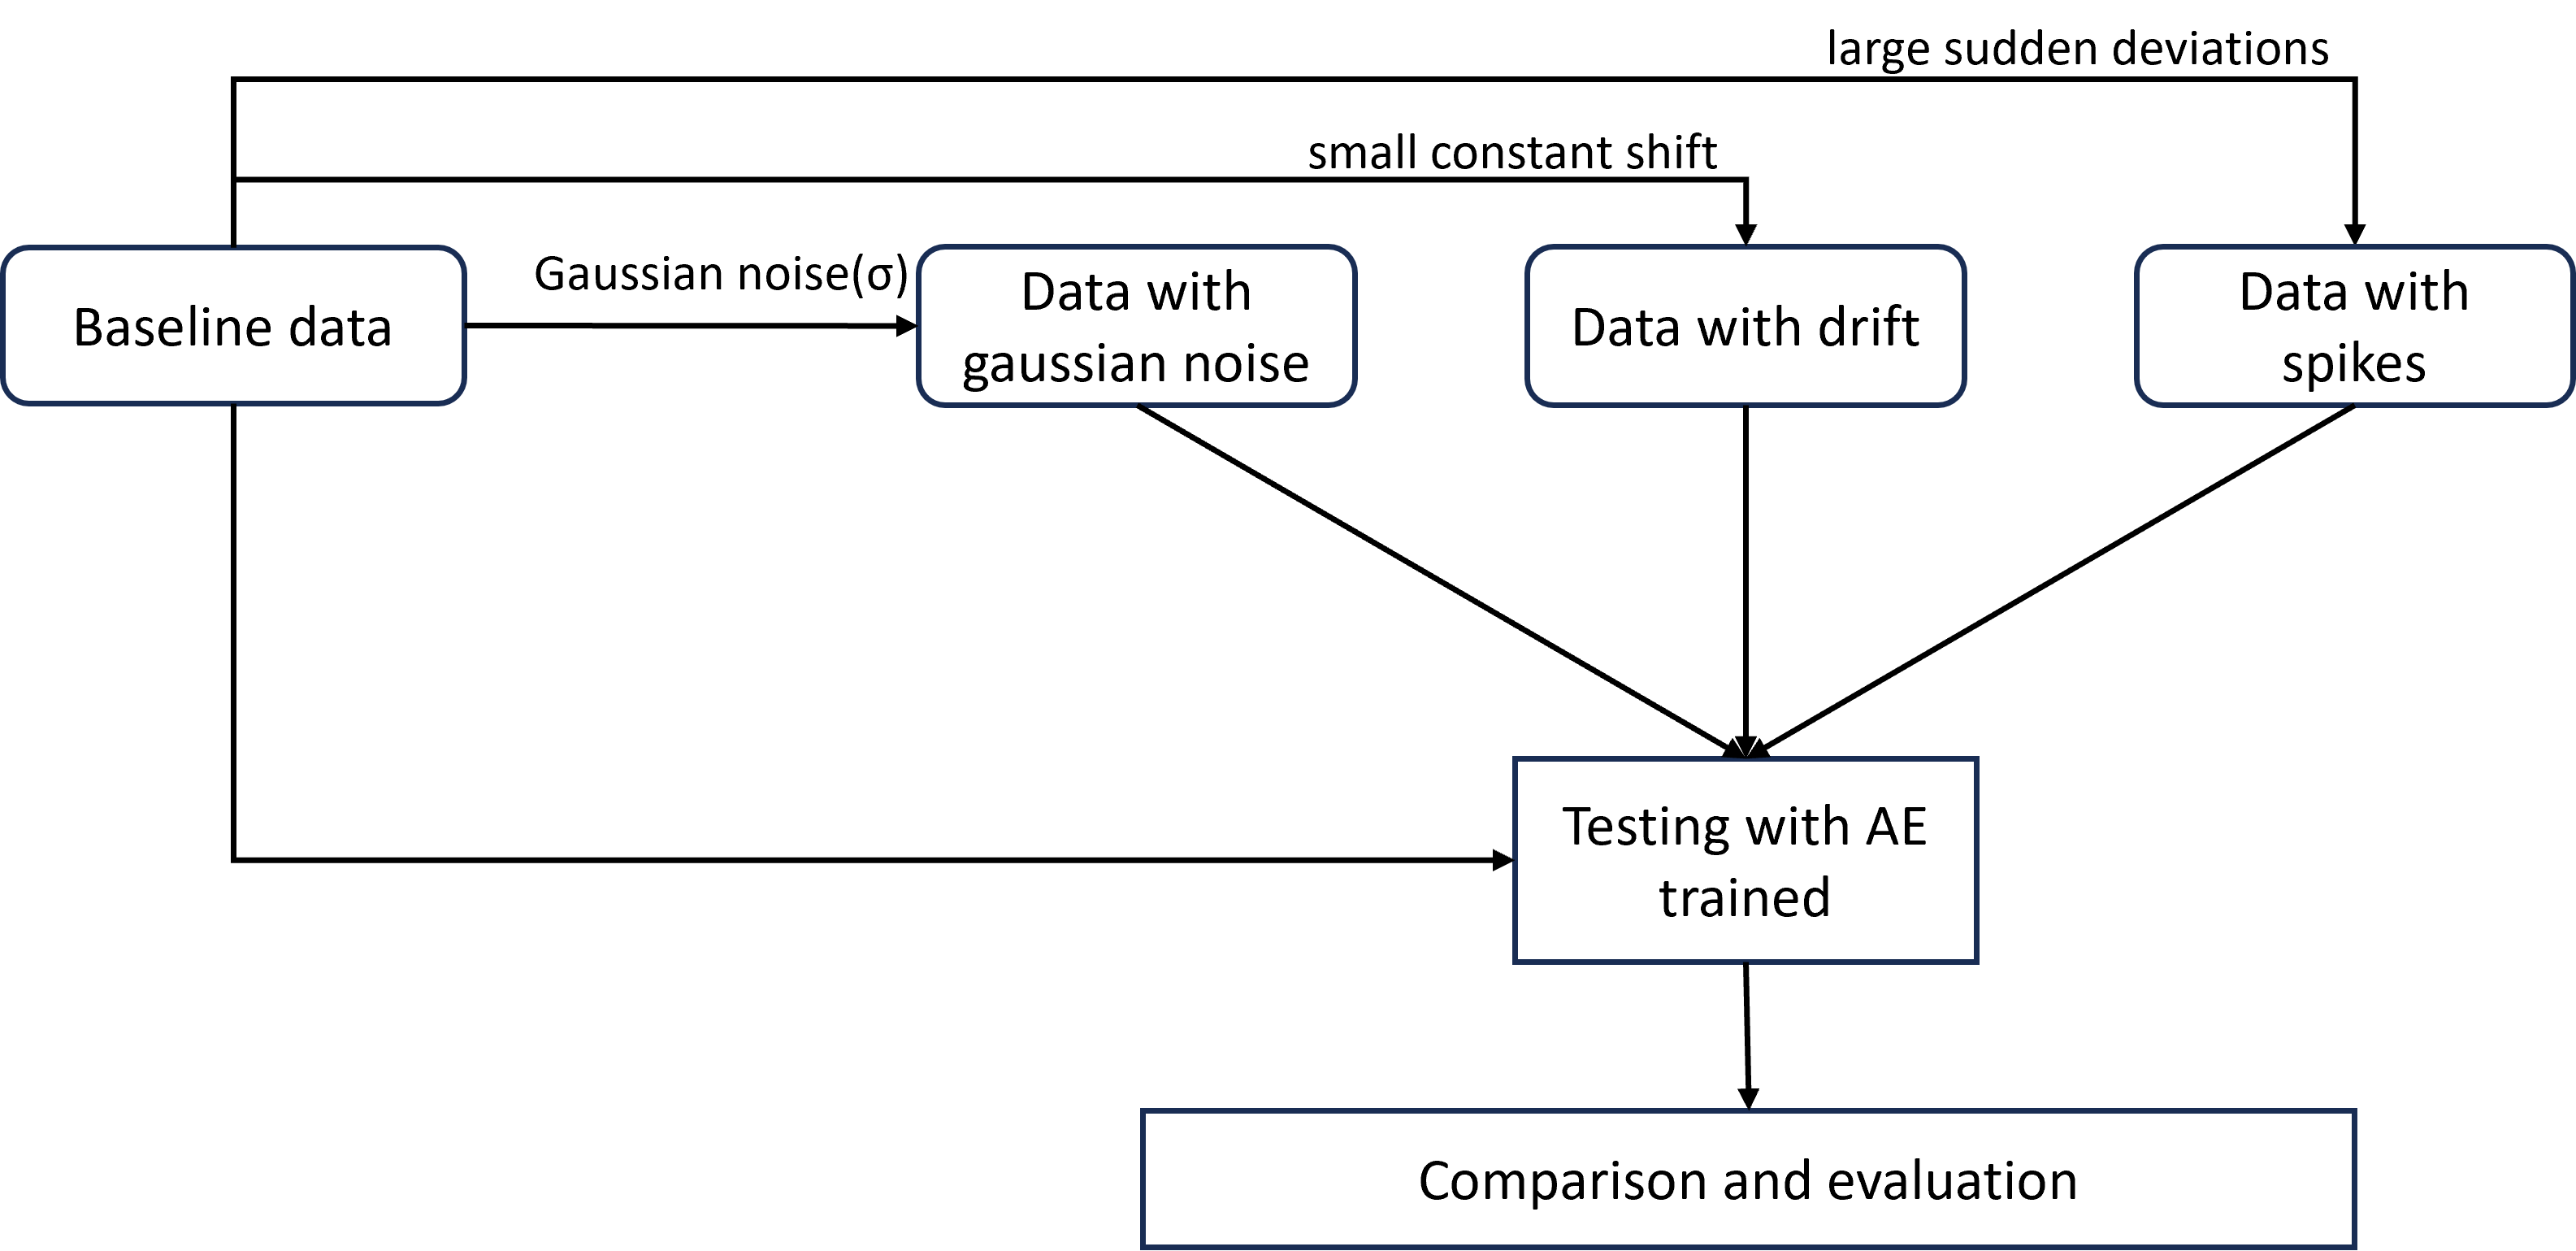 large sudden deviations
small constant shift
Baseline data
Gaussian noise(σ)
Data with
gaussian noise
Data with drift
Data with
spikes
Testing with AE
trained
Comparison and evaluation